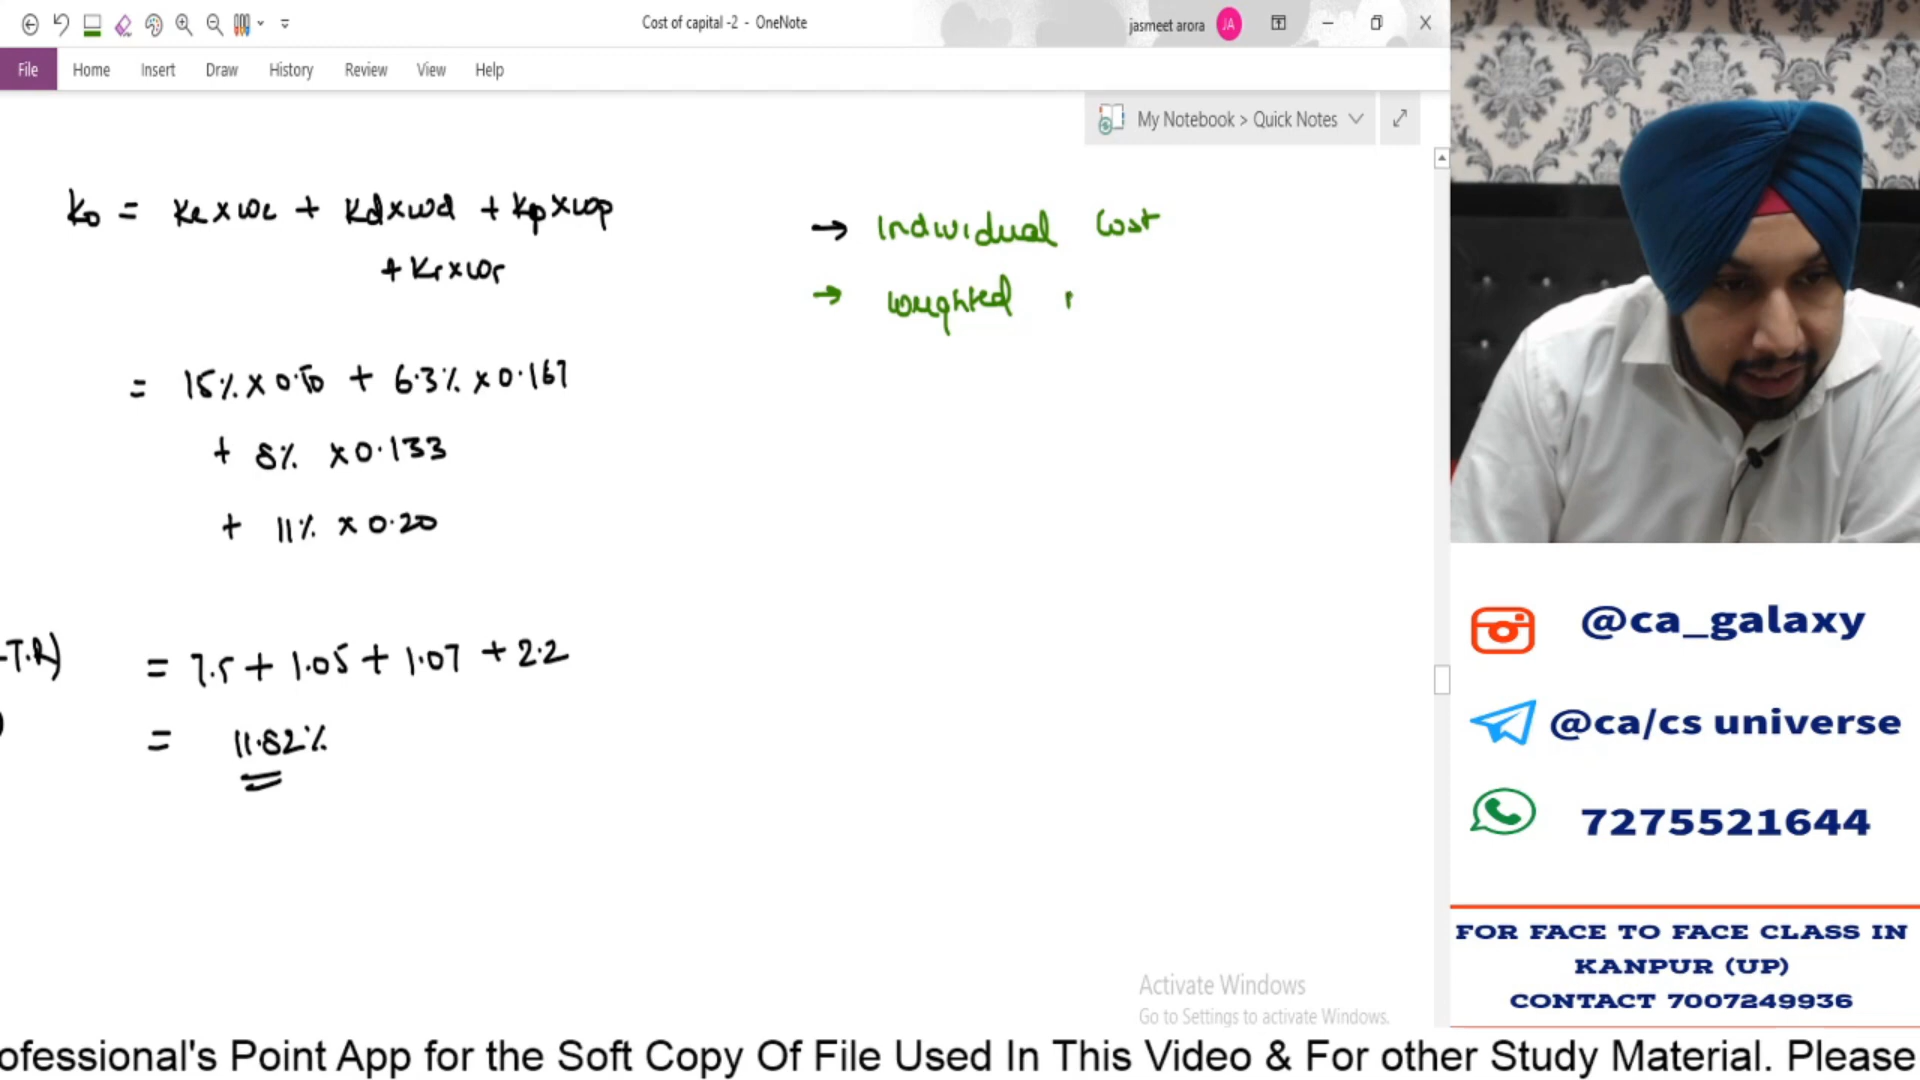 Cost of capital -2 - OneNote
jasmeet arora JA
File Home Insert Draw History Review View Help
My Notebook > Quick Notes
Ko = Ke×We + Kd×Wd + Kp×Wp
+ Kr×Wr
→ Individual Cost
→ weighted
= 15% × 0.50 + 6.3% × 0.167
+ 8% × 0.133
+ 11% × 0.20
-T.R)
= 7.5 + 1.05 + 1.07 + 2.2
)
= 11.82%
@ca_galaxy
@ca/cs universe
7275521644
FOR FACE TO FACE CLASS IN
KANPUR (UP)
CONTACT 7007249936
Activate Windows
Go to Settings to activate Windows.
ofessional's Point App for the Soft Copy Of File Used In This Video & For other Study Material. Please